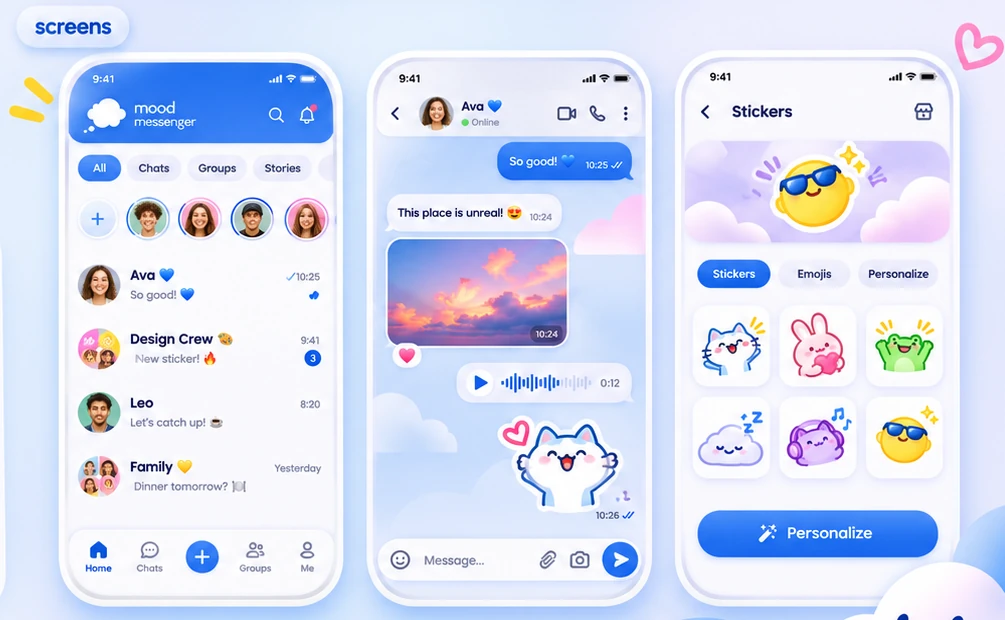 screens
9:41
mood
messenger
All
Chats
Groups
Stories
Ava 💙
10:25
So good! 💙
Design Crew 🎨
9:41
New sticker! 🔥
3
Leo
8:20
Let's catch up! ☕
Family 💛
Yesterday
Dinner tomorrow? 🍽️
Home
Chats
Groups
Me
9:41
Ava 💙
Online
So good! 💙 10:25
This place is unreal! 😍 10:24
10:24
0:12
10:26
Message...
9:41
Stickers
Stickers
Emojis
Personalize
z z z
Personalize